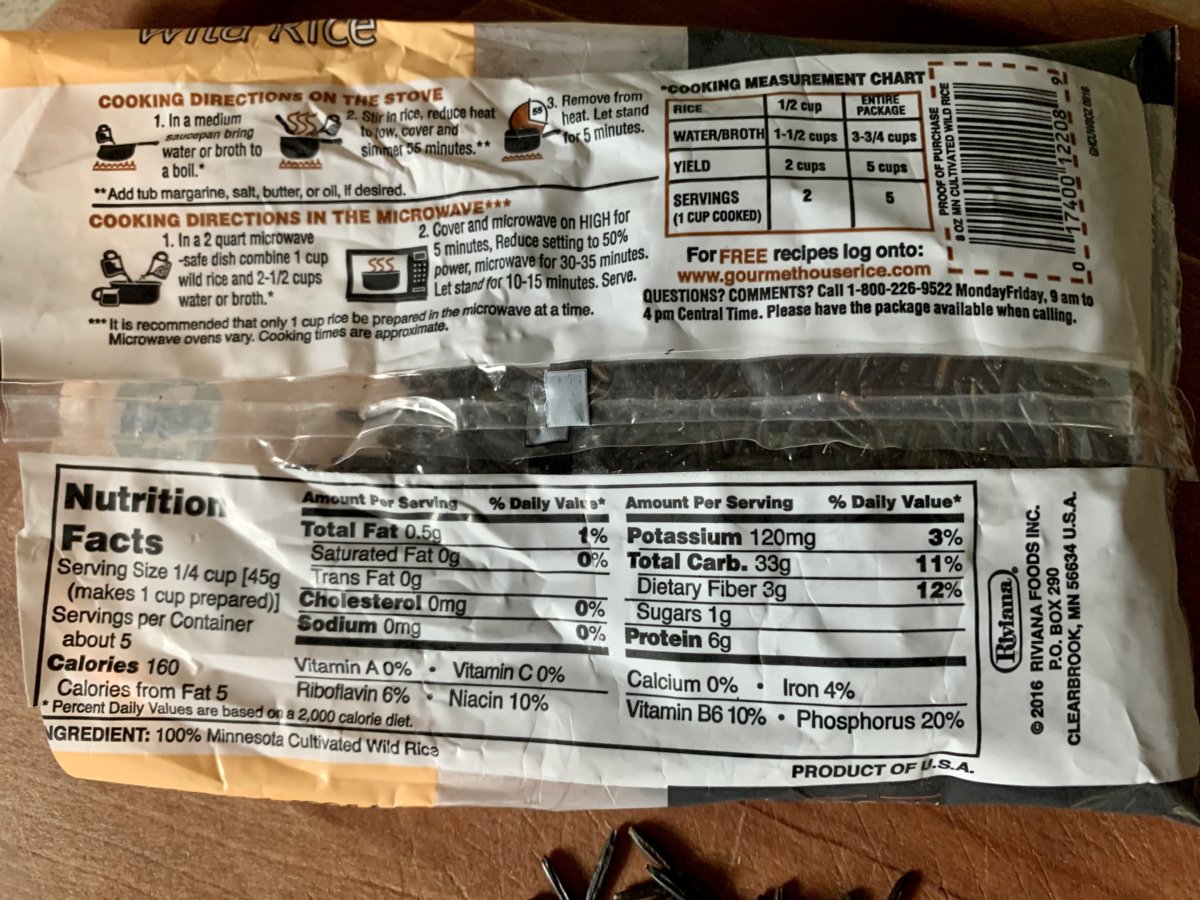 Wild Rice
COOKING DIRECTIONS ON THE STOVE
1. In a medium
saucepan bring
water or broth to
a boil.*
2. Stir in rice, reduce heat
to low, cover and
simmer 55 minutes.**
55
3. Remove from
heat. Let stand
for 5 minutes.
**Add tub margarine, salt, butter, or oil, if desired.
COOKING DIRECTIONS IN THE MICROWAVE***
1. In a 2 quart microwave
-safe dish combine 1 cup
wild rice and 2-1/2 cups
water or broth.*
2. Cover and microwave on HIGH for
5 minutes, Reduce setting to 50%
power, microwave for 30-35 minutes.
Let stand for 10-15 minutes. Serve.
*** It is recommended that only 1 cup rice be prepared in the microwave at a time.
Microwave ovens vary. Cooking times are approximate.
*COOKING MEASUREMENT CHART
RICE 1/2 cup ENTIRE PACKAGE
WATER/BROTH 1-1/2 cups 3-3/4 cups
YIELD 2 cups 5 cups
SERVINGS 2 5
(1 CUP COOKED)
For FREE recipes log onto:
www.gourmethouserice.com
QUESTIONS? COMMENTS? Call 1-800-226-9522 MondayFriday, 9 am to
4 pm Central Time. Please have the package available when calling.
PROOF OF PURCHASE
8 OZ MN CULTIVATED WILD RICE
0 17400 12208 9
Nutrition
Facts
Serving Size 1/4 cup [45g
(makes 1 cup prepared)]
Servings per Container
about 5
Calories 160
Calories from Fat 5
* Percent Daily Values are based on a 2,000 calorie diet.
Amount Per Serving % Daily Value*
Total Fat 0.5g 1%
Saturated Fat 0g 0%
Trans Fat 0g
Cholesterol 0mg 0%
Sodium 0mg 0%
Vitamin A 0% • Vitamin C 0%
Riboflavin 6% • Niacin 10%
Amount Per Serving % Daily Value*
Potassium 120mg 3%
Total Carb. 33g 11%
Dietary Fiber 3g 12%
Sugars 1g
Protein 6g
Calcium 0% • Iron 4%
Vitamin B6 10% • Phosphorus 20%
NGREDIENT: 100% Minnesota Cultivated Wild Rice
PRODUCT OF U.S.A.
Riviana®
© 2016 RIVIANA FOODS INC.
P.O. BOX 290
CLEARBROOK, MN 56634 U.S.A.